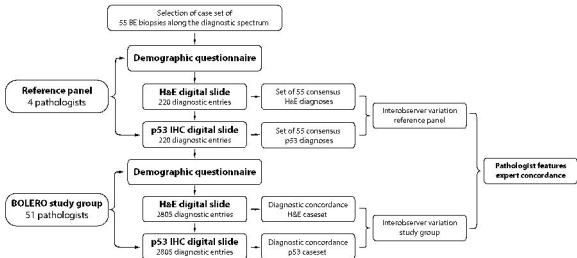 Selection of case set of
55 BE biopsies along the diagnostic spectrum
Demographic questionnaire
Reference panel
4 pathologists
H&E digital slide
220 diagnostic entries
Set of 55 consensus
H&E diagnoses
Interobserver variation
reference panel
p53 IHC digital slide
220 diagnostic entries
Set of 55 consensus
p53 diagnoses
Pathologist features
expert concordance
Demographic questionnaire
BOLERO study group
51 pathologists
H&E digital slide
2805 diagnostic entries
Diagnostic concordance
H&E caseset
Interobserver variation
study group
p53 IHC digital slide
2805 diagnostic entries
Diagnostic concordance
p53 caseset